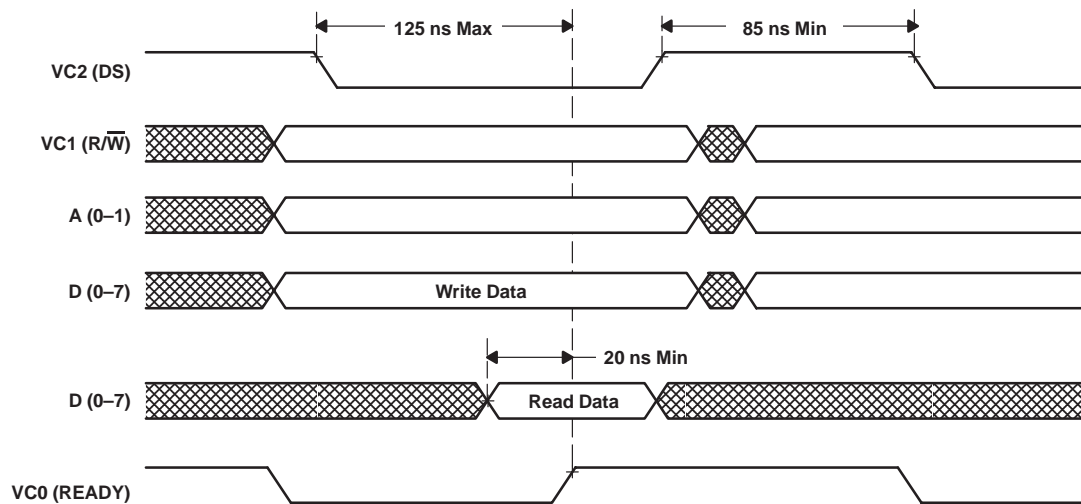 125 ns Max
85 ns Min
VC2 (DS)
VC1 (R/W̅)
A (0–1)
D (0–7)
Write Data
20 ns Min
D (0–7)
Read Data
VC0 (READY)